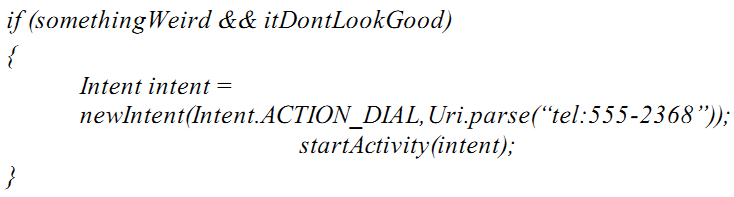 if (somethingWeird && itDontLookGood)
{
Intent intent =
newIntent(Intent.ACTION_DIAL,Uri.parse(“tel:555-2368”));
startActivity(intent);
}